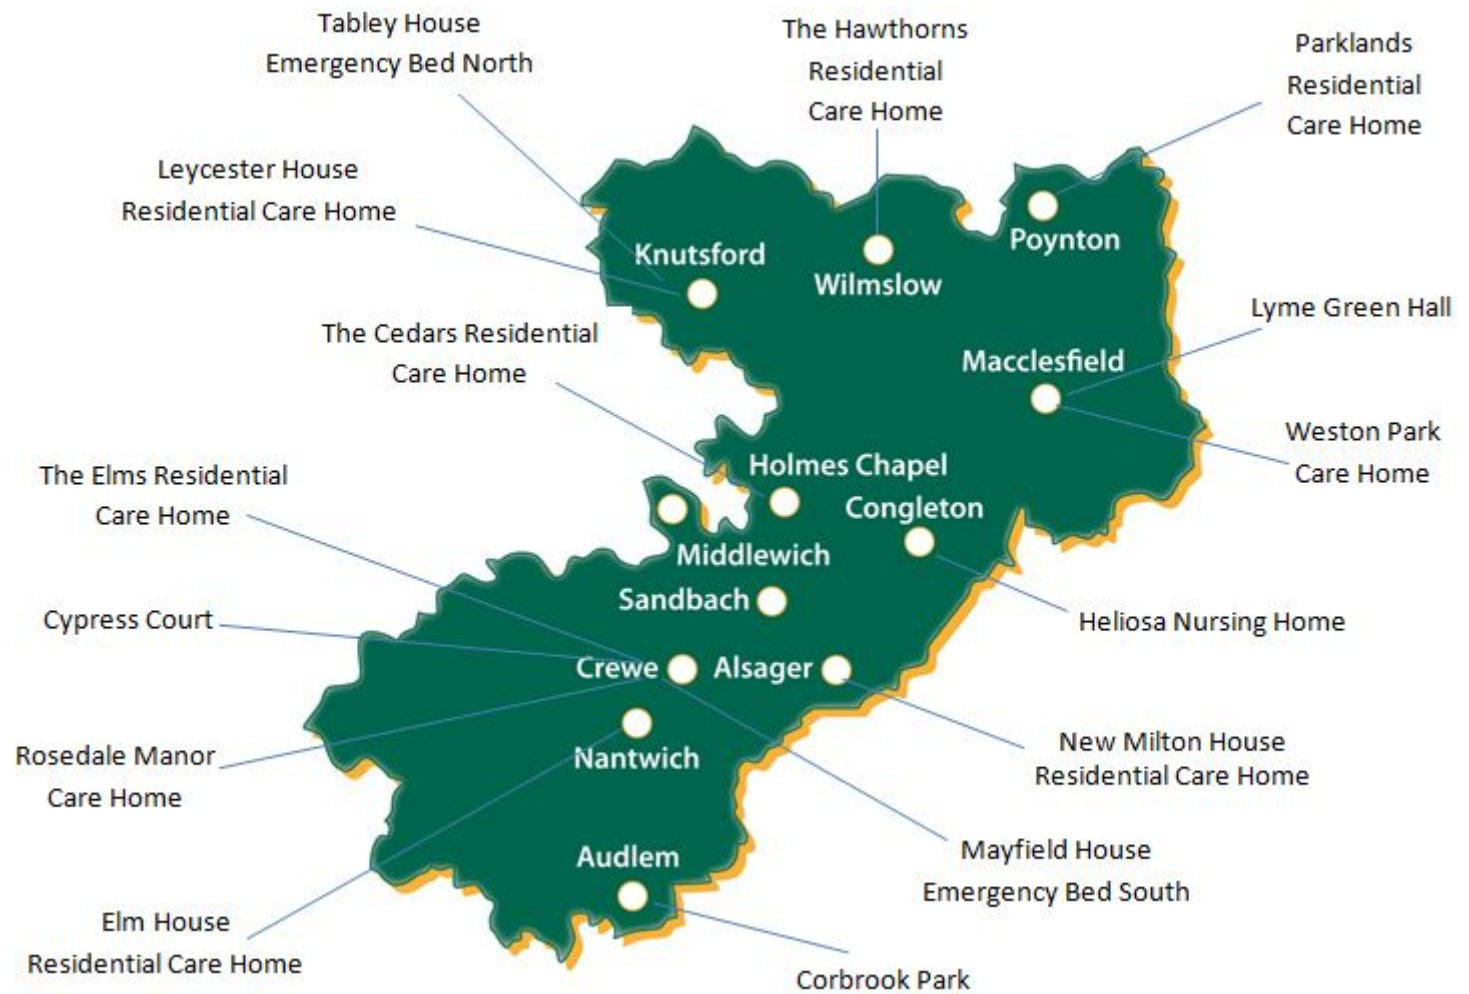 Tabley House
Emergency Bed North
The Hawthorns
Residential
Care Home
Parklands
Residential
Care Home
Leycester House
Residential Care Home
Knutsford
Wilmslow
Poynton
Lyme Green Hall
The Cedars Residential
Care Home
Macclesfield
Weston Park
Care Home
The Elms Residential
Care Home
Holmes Chapel
Congleton
Middlewich
Sandbach
Cypress Court
Heliosa Nursing Home
Crewe
Alsager
Rosedale Manor
Care Home
Nantwich
New Milton House
Residential Care Home
Mayfield House
Emergency Bed South
Audlem
Elm House
Residential Care Home
Corbrook Park